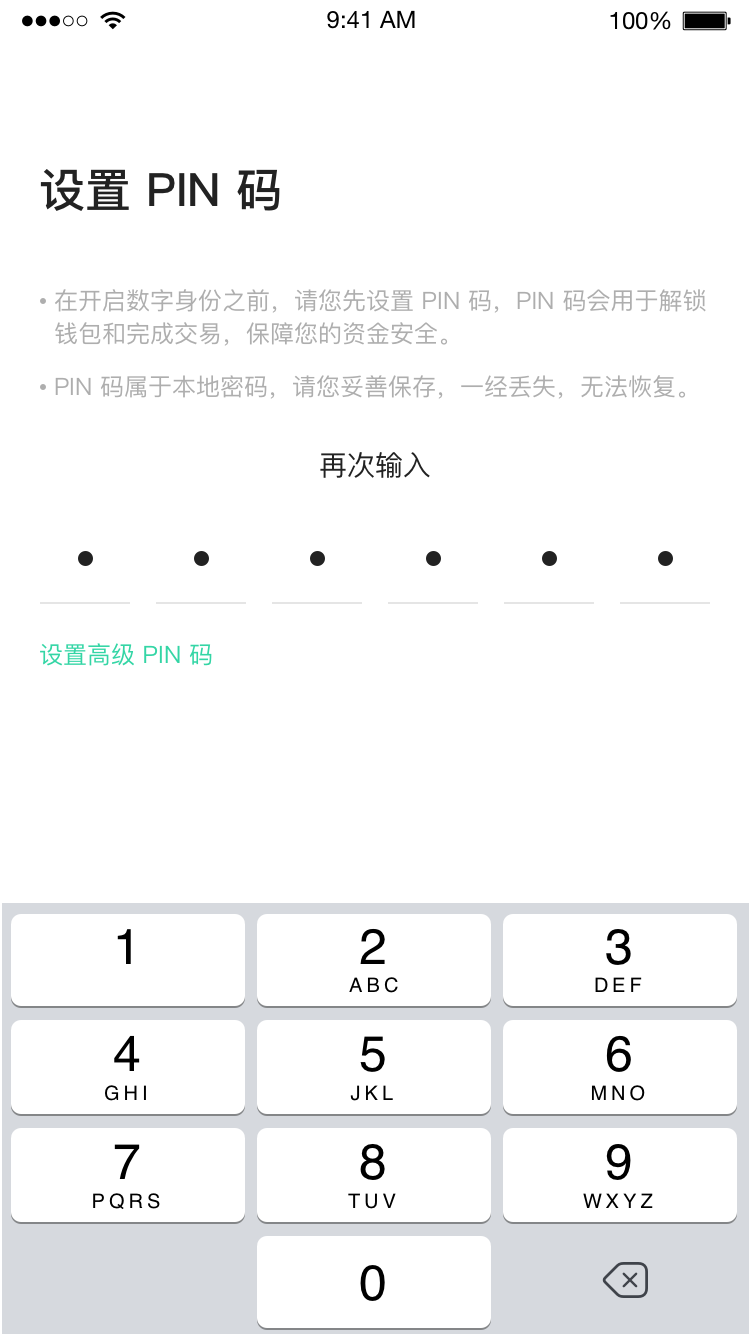 9:41 AM 100%
设置 PIN 码
• 在开启数字身份之前，请您先设置 PIN 码，PIN 码会用于解锁
钱包和完成交易，保障您的资金安全。
• PIN 码属于本地密码，请您妥善保存，一经丢失，无法恢复。
再次输入
设置高级 PIN 码
1 2 3
ABC DEF
4 5 6
GHI JKL MNO
7 8 9
PQRS TUV WXYZ
0